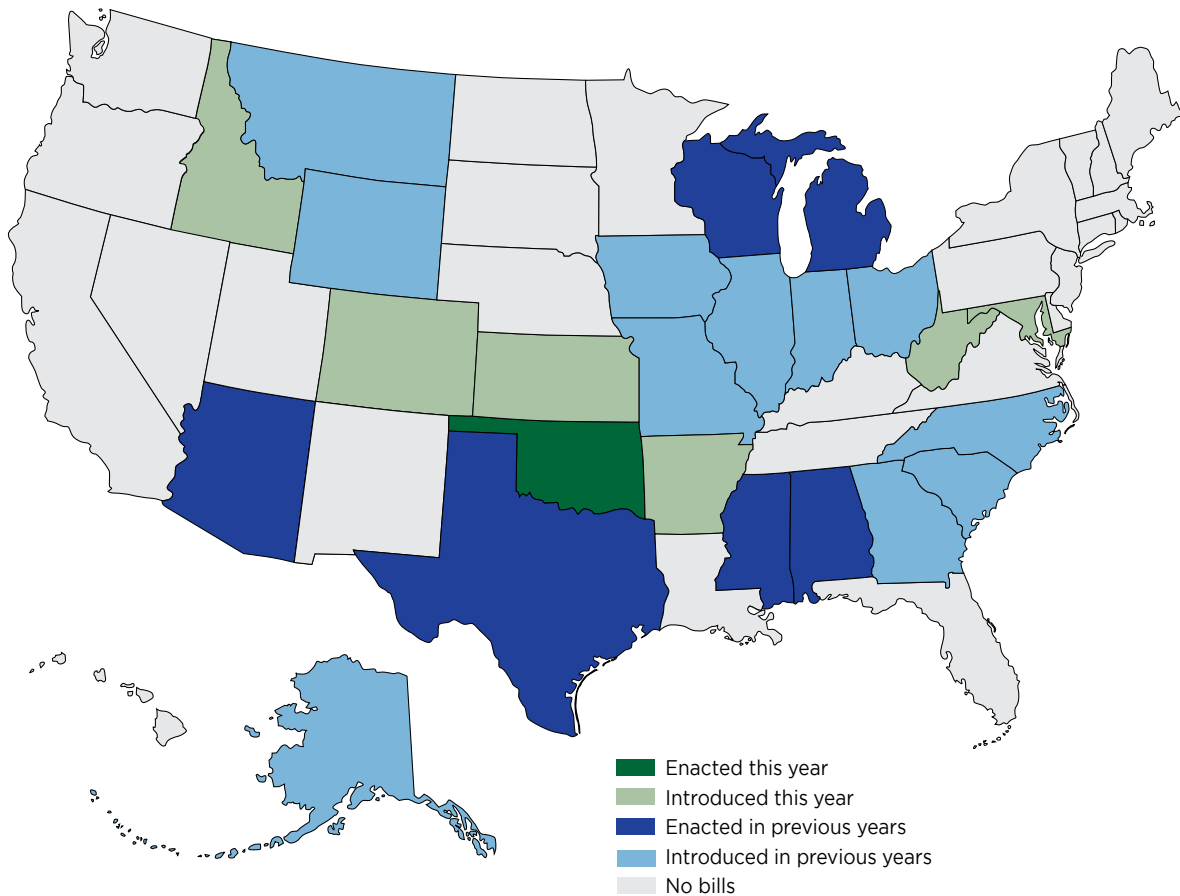 Enacted this year
Introduced this year
Enacted in previous years
Introduced in previous years
No bills